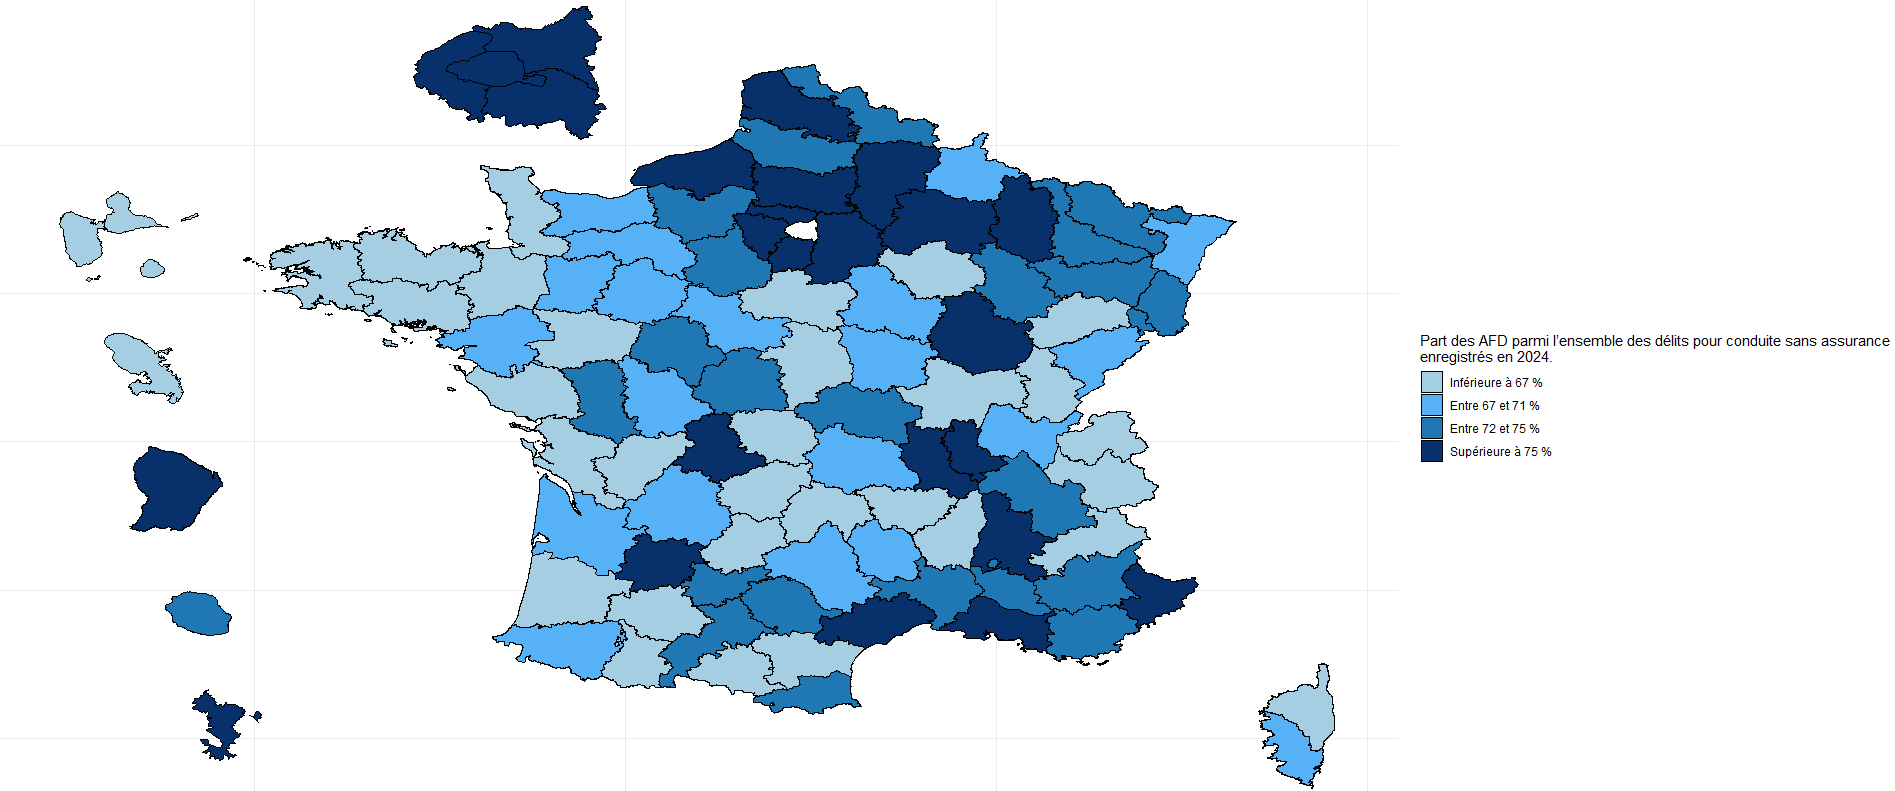 Part des AFD parmi l'ensemble des délits pour conduite sans assurance
enregistrés en 2024.
Inférieure à 67 %
Entre 67 et 71 %
Entre 72 et 75 %
Supérieure à 75 %